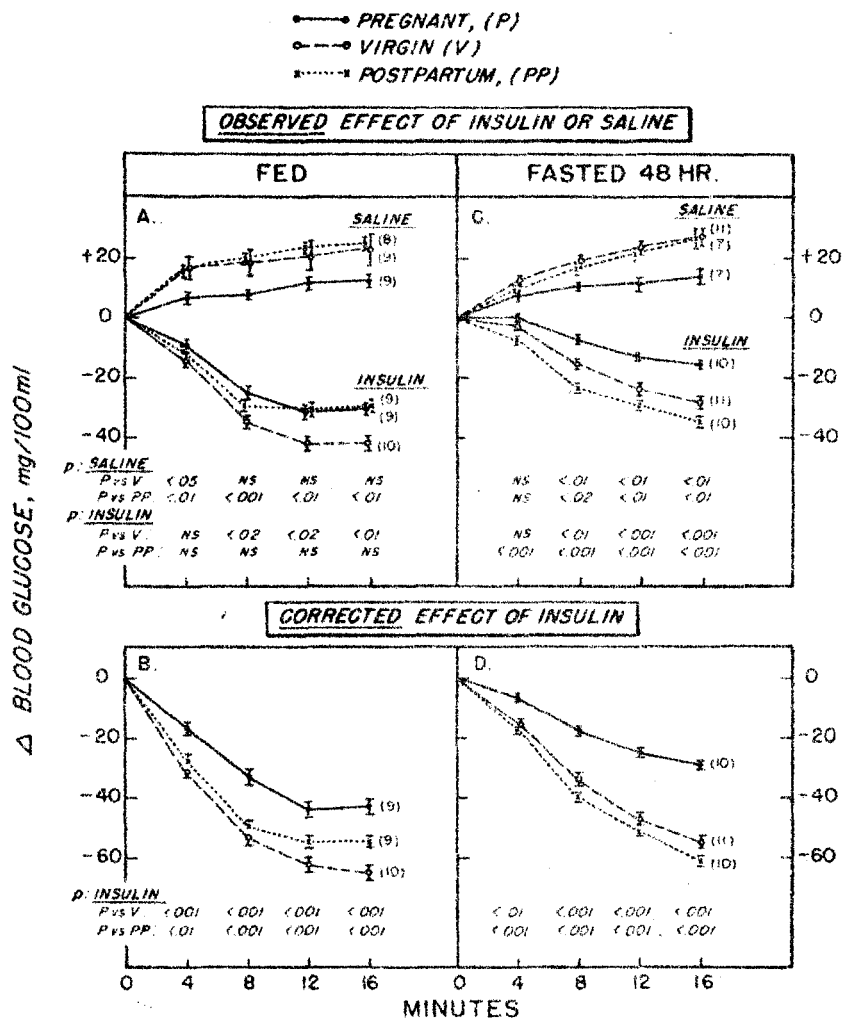 PREGNANT, (P)
VIRGIN (V)
POSTPARTUM, (PP)
OBSERVED EFFECT OF INSULIN OR SALINE
FED
FASTED 48 HR.
A.
SALINE
(8)
(9)
(9)
INSULIN
(9)
(9)
(10)
C.
SALINE
(11)
(7)
(7)
INSULIN
(10)
(11)
(10)
+20
0
-20
-40
+20
0
-20
-40
p: SALINE
P vs V: <.05 NS NS NS NS <.01 <.01 <.01
P vs PP: <.01 <.001 <.01 <.01 NS <.02 <.01 <.01
p: INSULIN
P vs V: NS <.02 <.02 <.01 NS <.01 <.001 <.001
P vs PP: NS NS NS NS <.001 <.001 <.001 <.001
CORRECTED EFFECT OF INSULIN
B.
(9)
(9)
(10)
D.
(10)
(11)
(10)
0
-20
-40
-60
0
-20
-40
-60
p: INSULIN
P vs V: <.001 <.001 <.001 <.001 <.01 <.001 <.001 <.001
P vs PP: <.01 <.001 <.001 <.001 <.001 <.001 <.001 <.001
0 4 8 12 16 0 4 8 12 16
MINUTES
Δ BLOOD GLUCOSE, mg/100ml